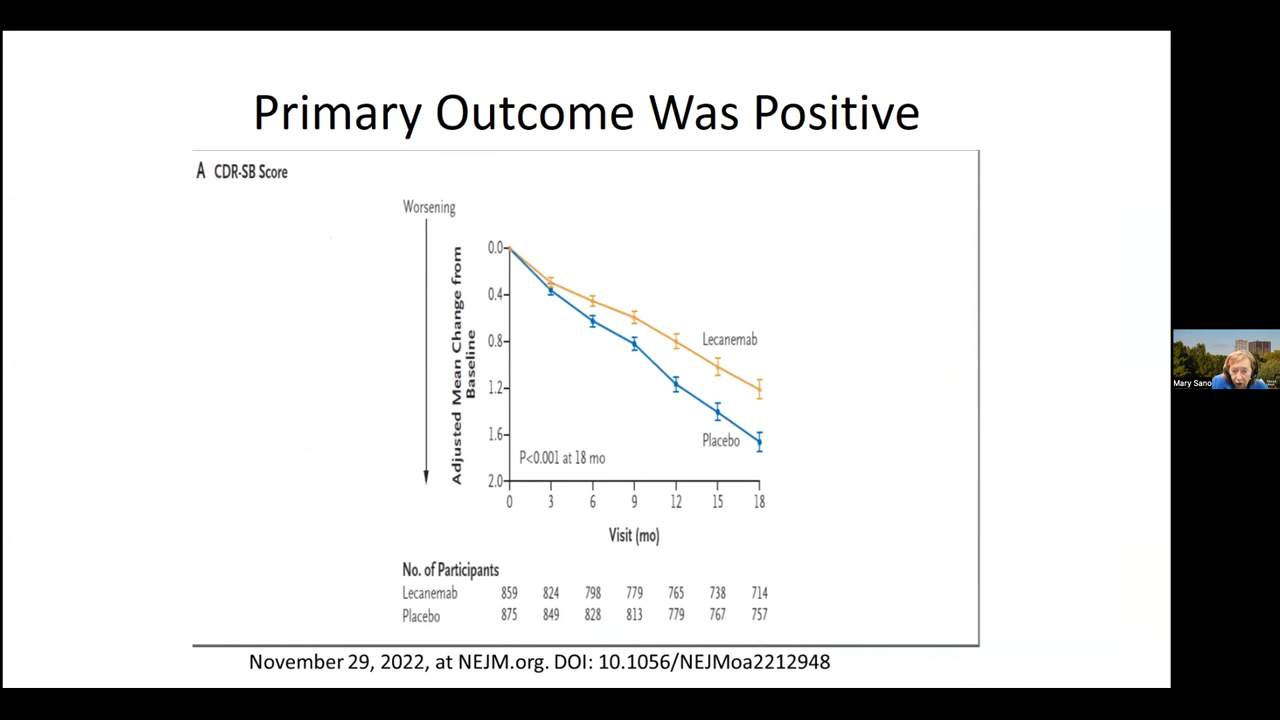 Primary Outcome Was Positive
A CDR-SB Score
Worsening
Adjusted Mean Change from
Baseline
0.0
0.4
0.8
1.2
1.6
2.0
Lecanemab
Placebo
P<0.001 at 18 mo
0 3 6 9 12 15 18
Visit (mo)
No. of Participants
Lecanemab 859 824 798 779 765 738 714
Placebo 875 849 828 813 779 767 757
November 29, 2022, at NEJM.org. DOI: 10.1056/NEJMoa2212948
Mary Sano